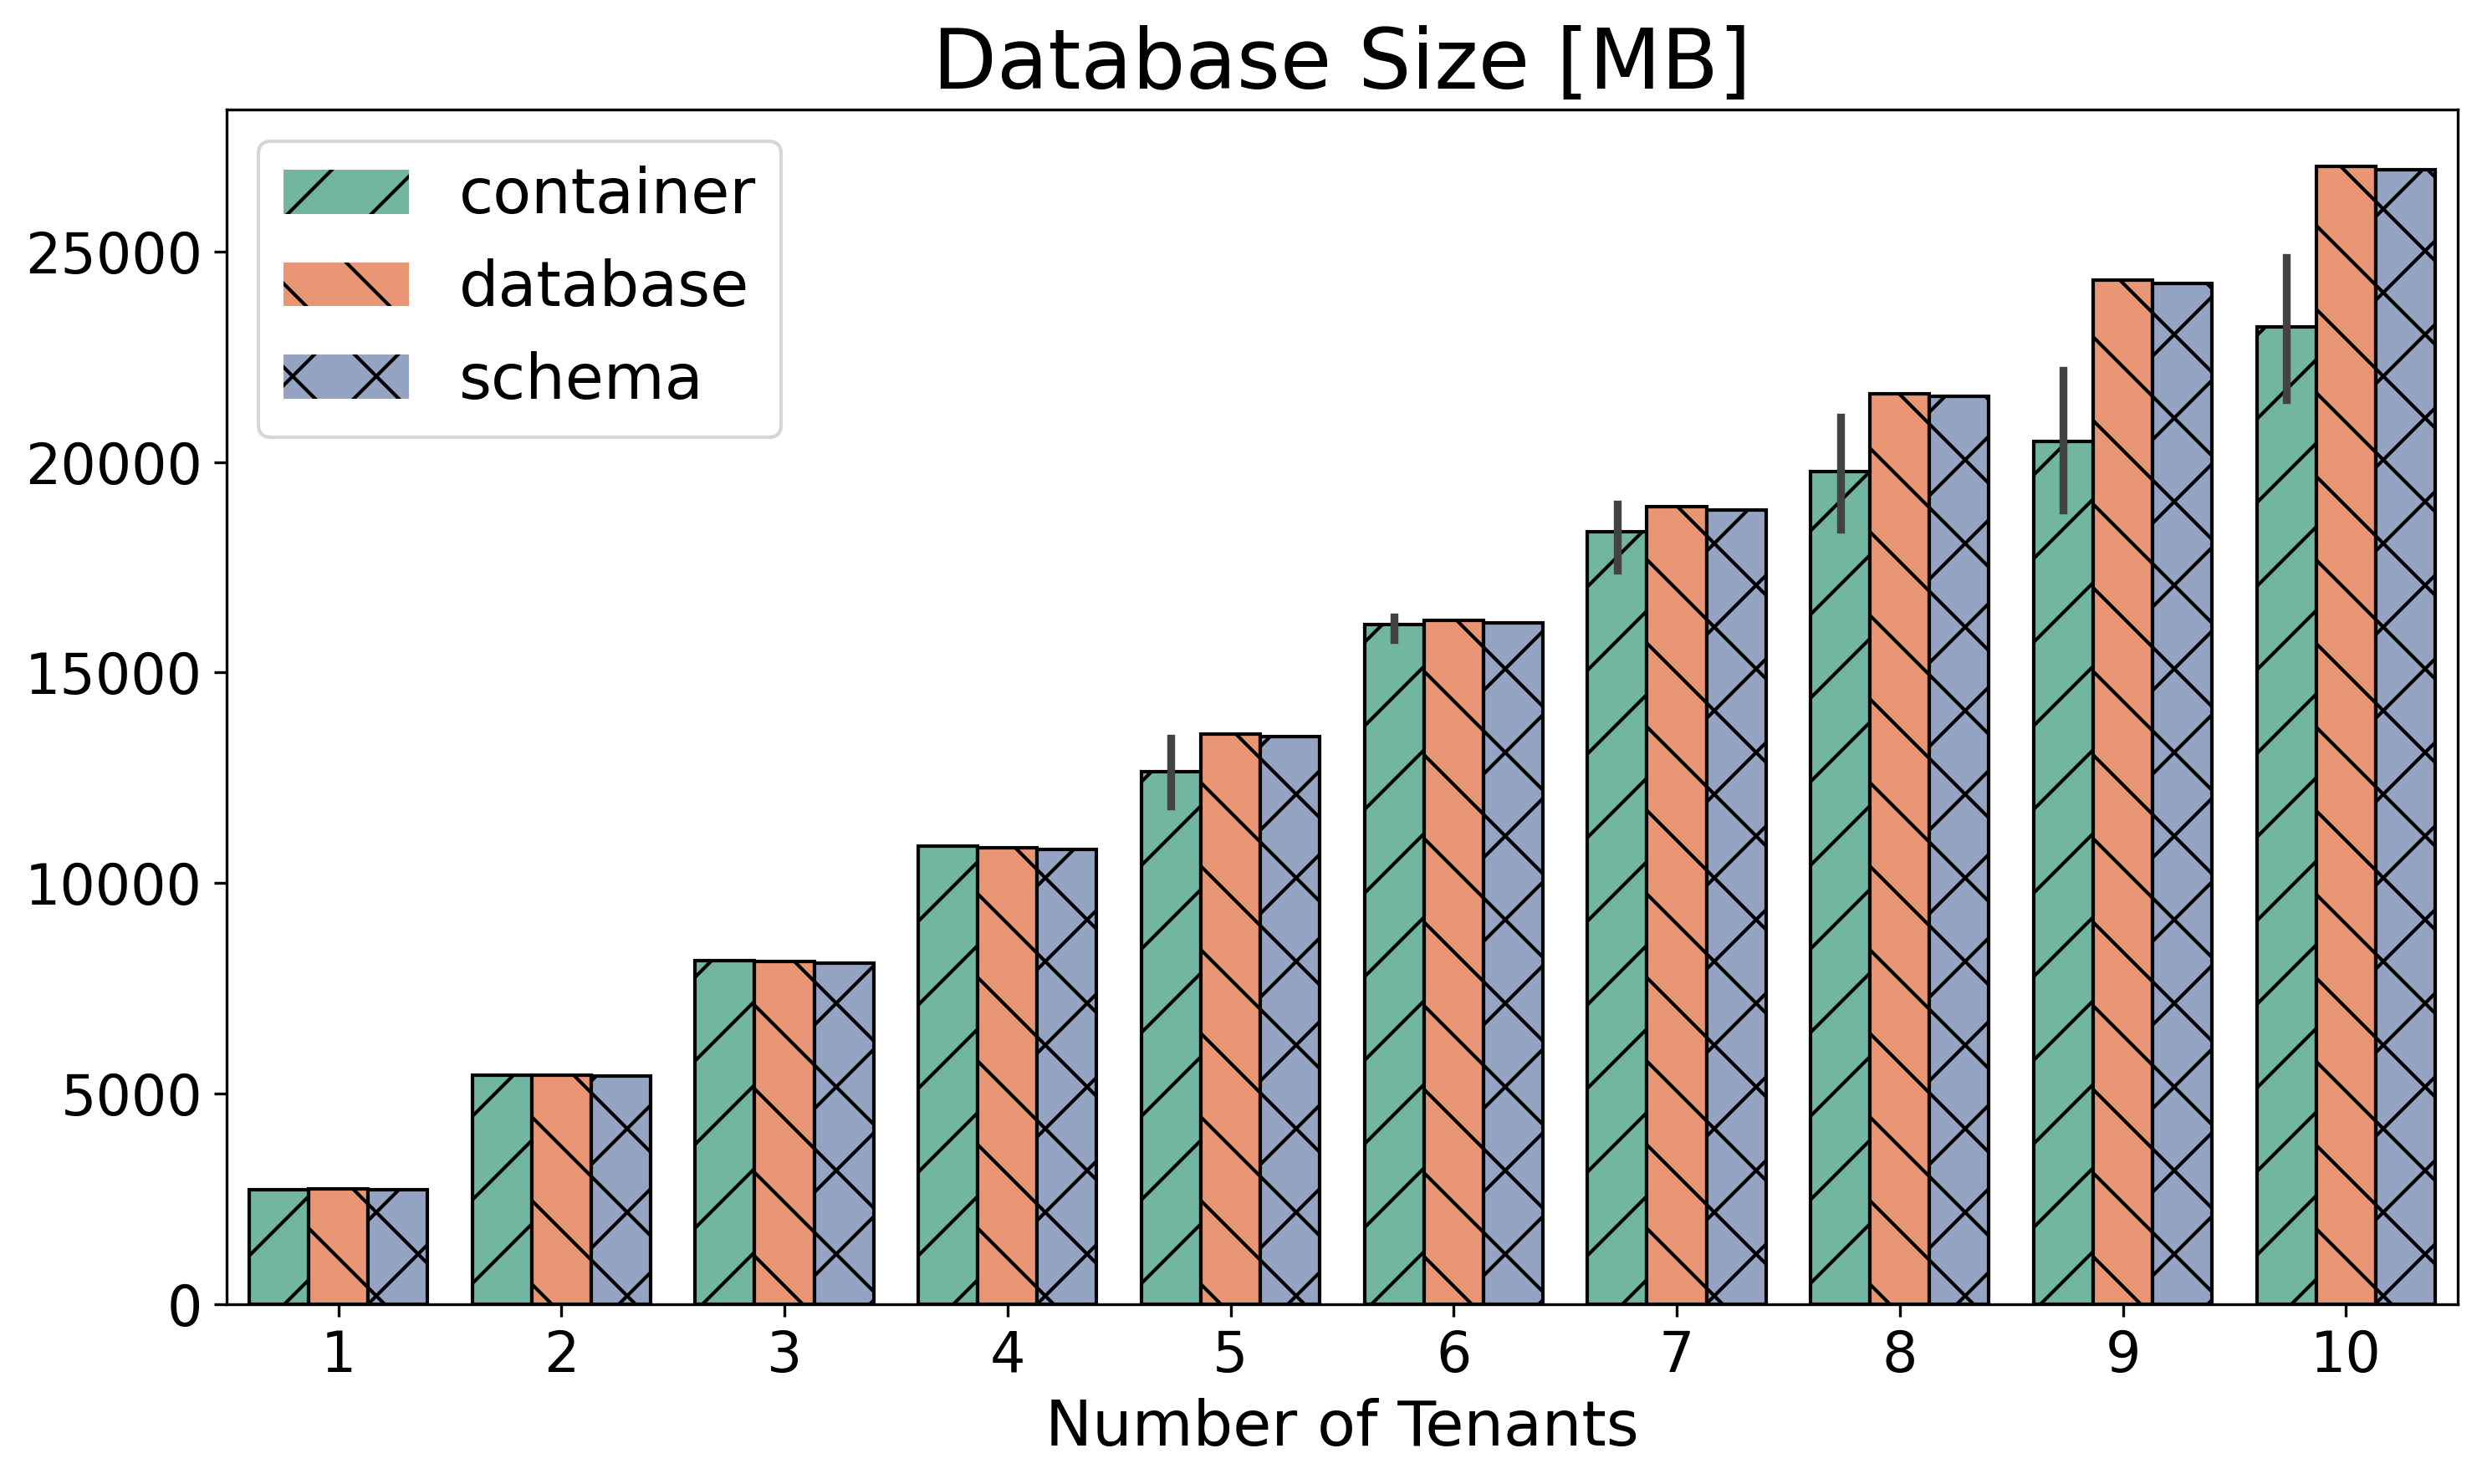 Database Size [MB]
container
database
schema
25000
20000
15000
10000
5000
0
1 2 3 4 5 6 7 8 9 10
Number of Tenants